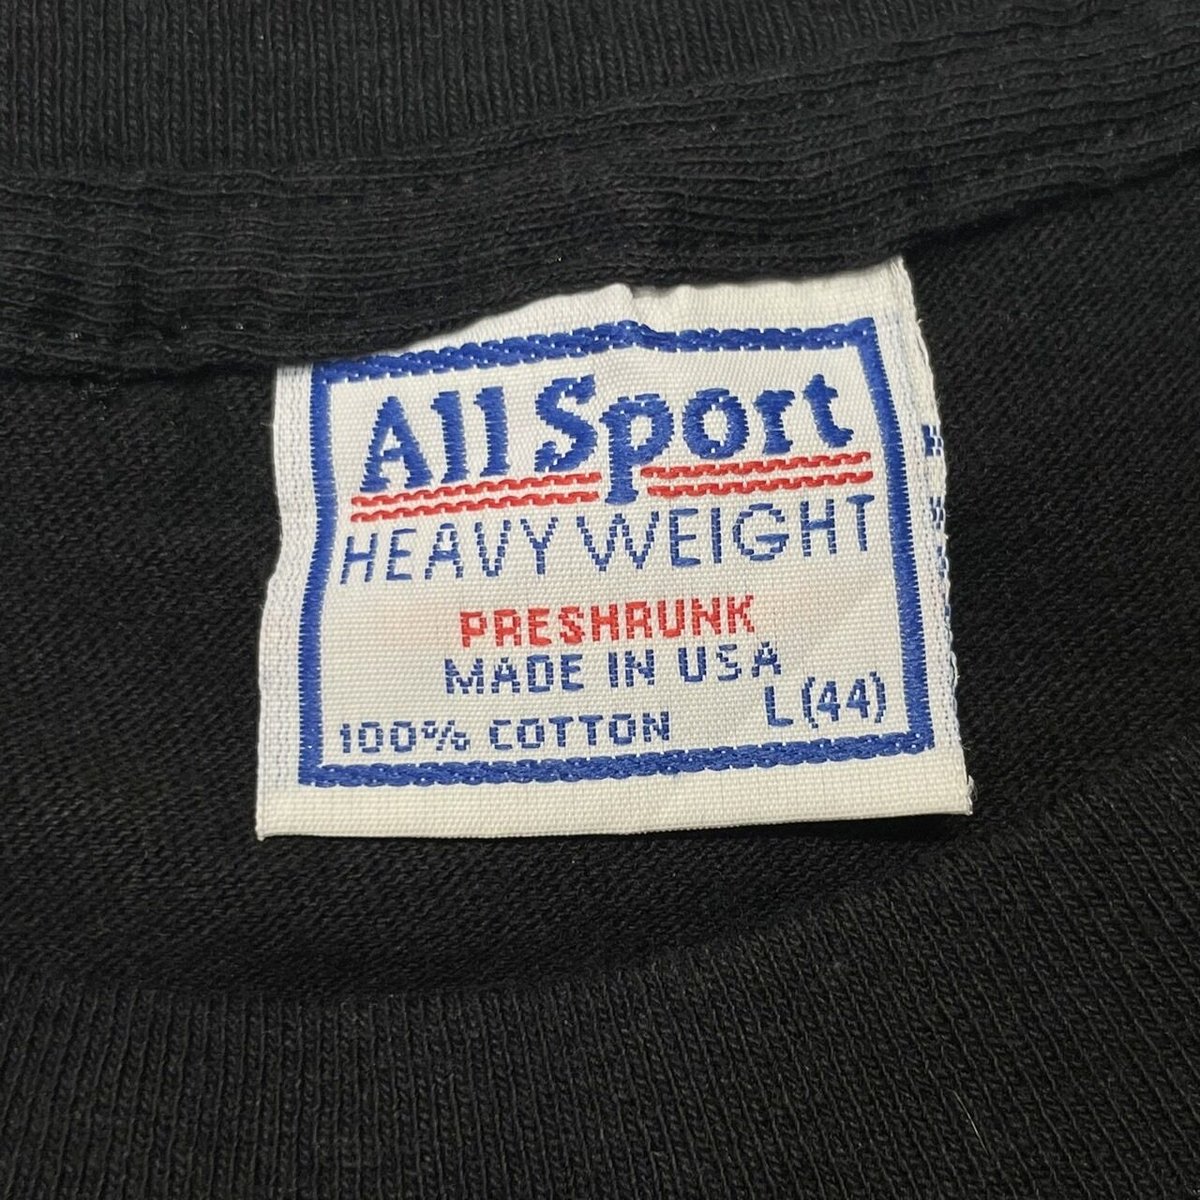 All Sport
HEAVY WEIGHT
PRESHRUNK
MADE IN USA
L (44)
100% COTTON